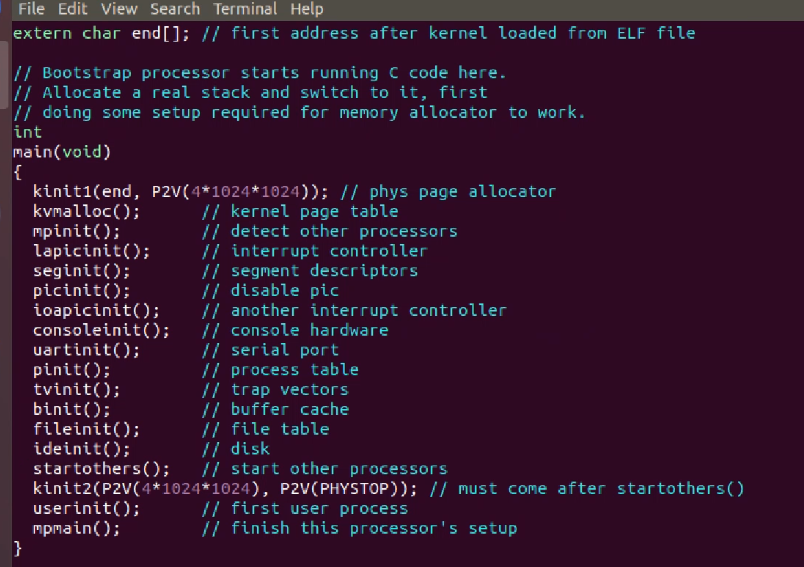 File Edit View Search Terminal Help
extern char end[]; // first address after kernel loaded from ELF file
// Bootstrap processor starts running C code here.
// Allocate a real stack and switch to it, first
// doing some setup required for memory allocator to work.
int
main(void)
{
  kinit1(end, P2V(4*1024*1024)); // phys page allocator
  kvmalloc();      // kernel page table
  mpinit();        // detect other processors
  lapicinit();     // interrupt controller
  seginit();       // segment descriptors
  picinit();       // disable pic
  ioapicinit();    // another interrupt controller
  consoleinit();   // console hardware
  uartinit();      // serial port
  pinit();         // process table
  tvinit();        // trap vectors
  binit();         // buffer cache
  fileinit();      // file table
  ideinit();       // disk
  startothers();   // start other processors
  kinit2(P2V(4*1024*1024), P2V(PHYSTOP)); // must come after startothers()
  userinit();      // first user process
  mpmain();        // finish this processor's setup
}